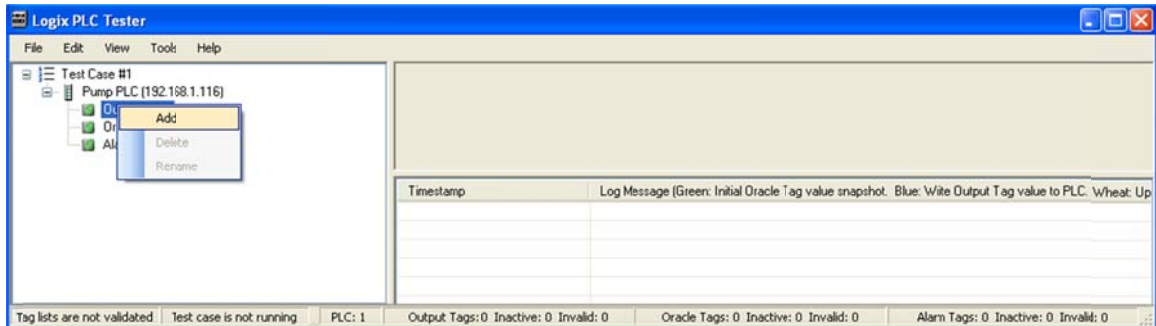 Logix PLC Tester
File Edit View Tools Help
Test Case #1
Pump PLC (192.168.1.116)
Ou
Or
Ala
Add
Delete
Rename
Timestamp Log Message (Green: Initial Oracle Tag value snapshot. Blue: Wite Output Tag value to PLC. Wheat: Up
Tag lists are not validated Test case is not running PLC: 1 Output Tags: 0 Inactive: 0 Invalid: 0 Oracle Tags: 0 Inactive: 0 Invalid: 0 Alarm Tags: 0 Inactive: 0 Invalid: 0